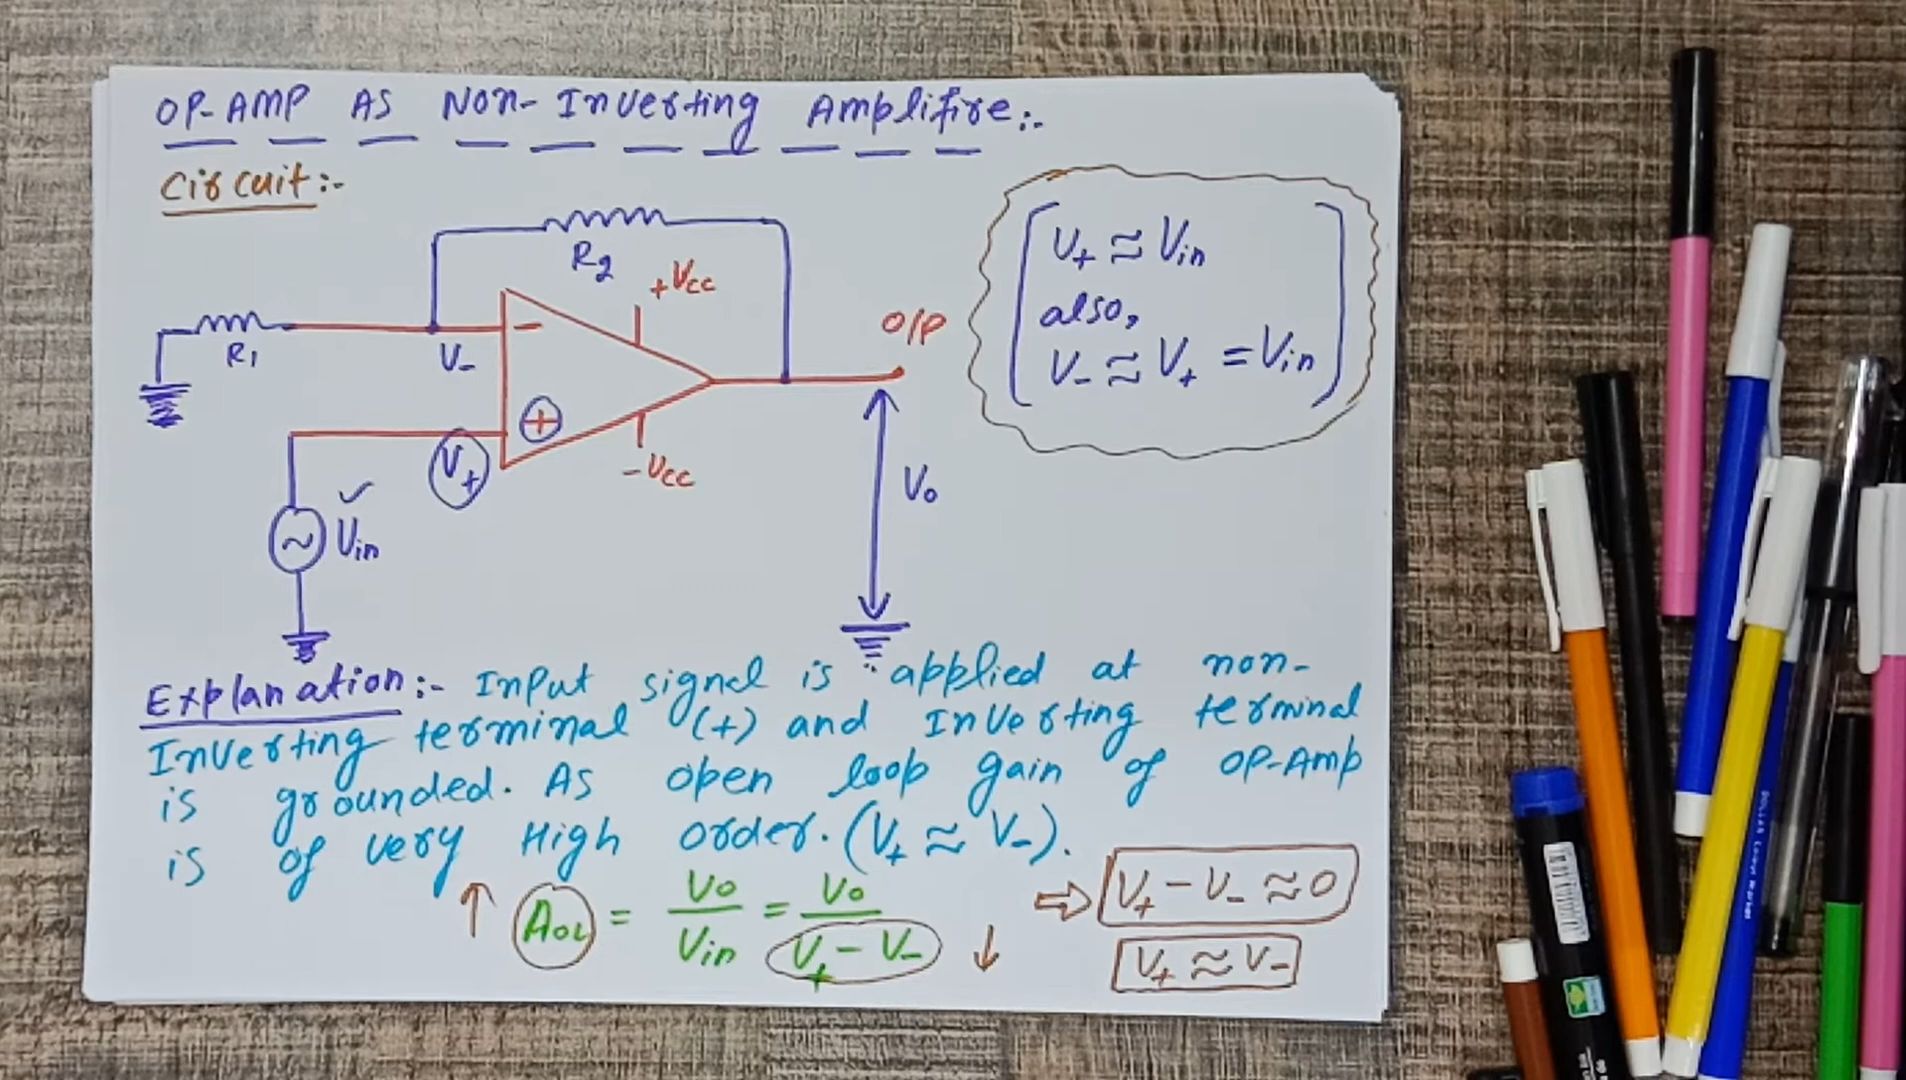 OP-AMP AS Non-Inverting Amplifire:-
Circuit:-
R2
+Vcc
R1
V-
-
O/P
+
V+
-Vcc
Vin
~
Vo
V+ ≈ Vin
also,
V- ≈ V+ = Vin
Explanation:- Input signal is applied at non-
Inverting terminal (+) and Inverting terminal
is grounded. As open loop gain of OP-Amp
is of very High order. (V+ ≈ V-).
↑ AOL = Vo/Vin = Vo/(V+ - V-) ↓
⇒ V+ - V- ≈ 0
V+ ≈ V-